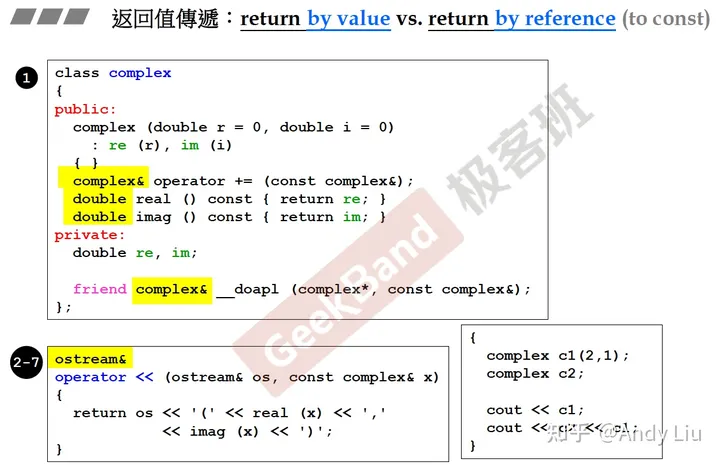 返回值傳遞：return by value vs. return by reference (to const)
1
class complex
{
public:
complex (double r = 0, double i = 0)
: re (r), im (i)
{ }
complex& operator += (const complex&);
double real () const { return re; }
double imag () const { return im; }
private:
double re, im;
friend complex& __doapl (complex*, const complex&);
};
GeekBand 极客班
2-7
ostream&
operator << (ostream& os, const complex& x)
{
return os << '(' << real (x) << ','
<< imag (x) << ')';
}
{
complex c1(2,1);
complex c2;
cout << c1;
cout << c2 << c1;
}
知乎 @Andy Liu